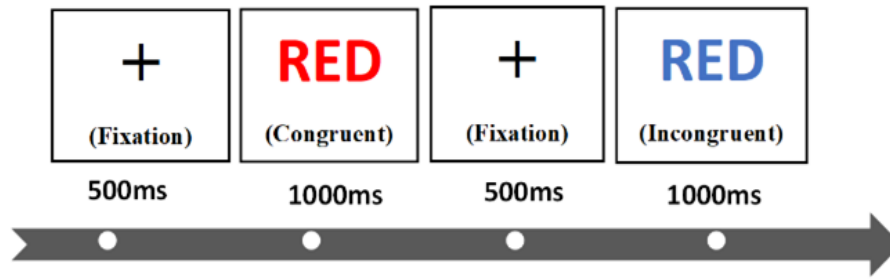 + RED + RED
(Fixation) (Congruent) (Fixation) (Incongruent)
500ms 1000ms 500ms 1000ms